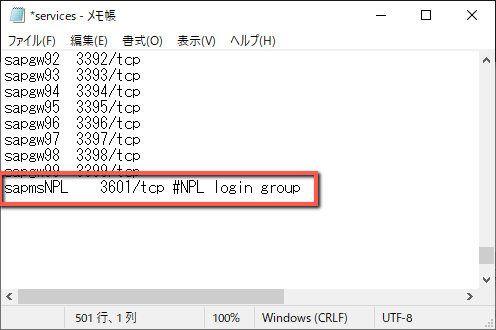 *services - メモ帳
ファイル(F) 編集(E) 書式(O) 表示(V) ヘルプ(H)
sapgw92 3392/tcp
sapgw93 3393/tcp
sapgw94 3394/tcp
sapgw95 3395/tcp
sapgw96 3396/tcp
sapgw97 3397/tcp
sapgw98 3398/tcp
sapgw99 3399/tcp
sapmsNPL 3601/tcp #NPL login group
501 行、1 列 100% Windows (CRLF) UTF-8